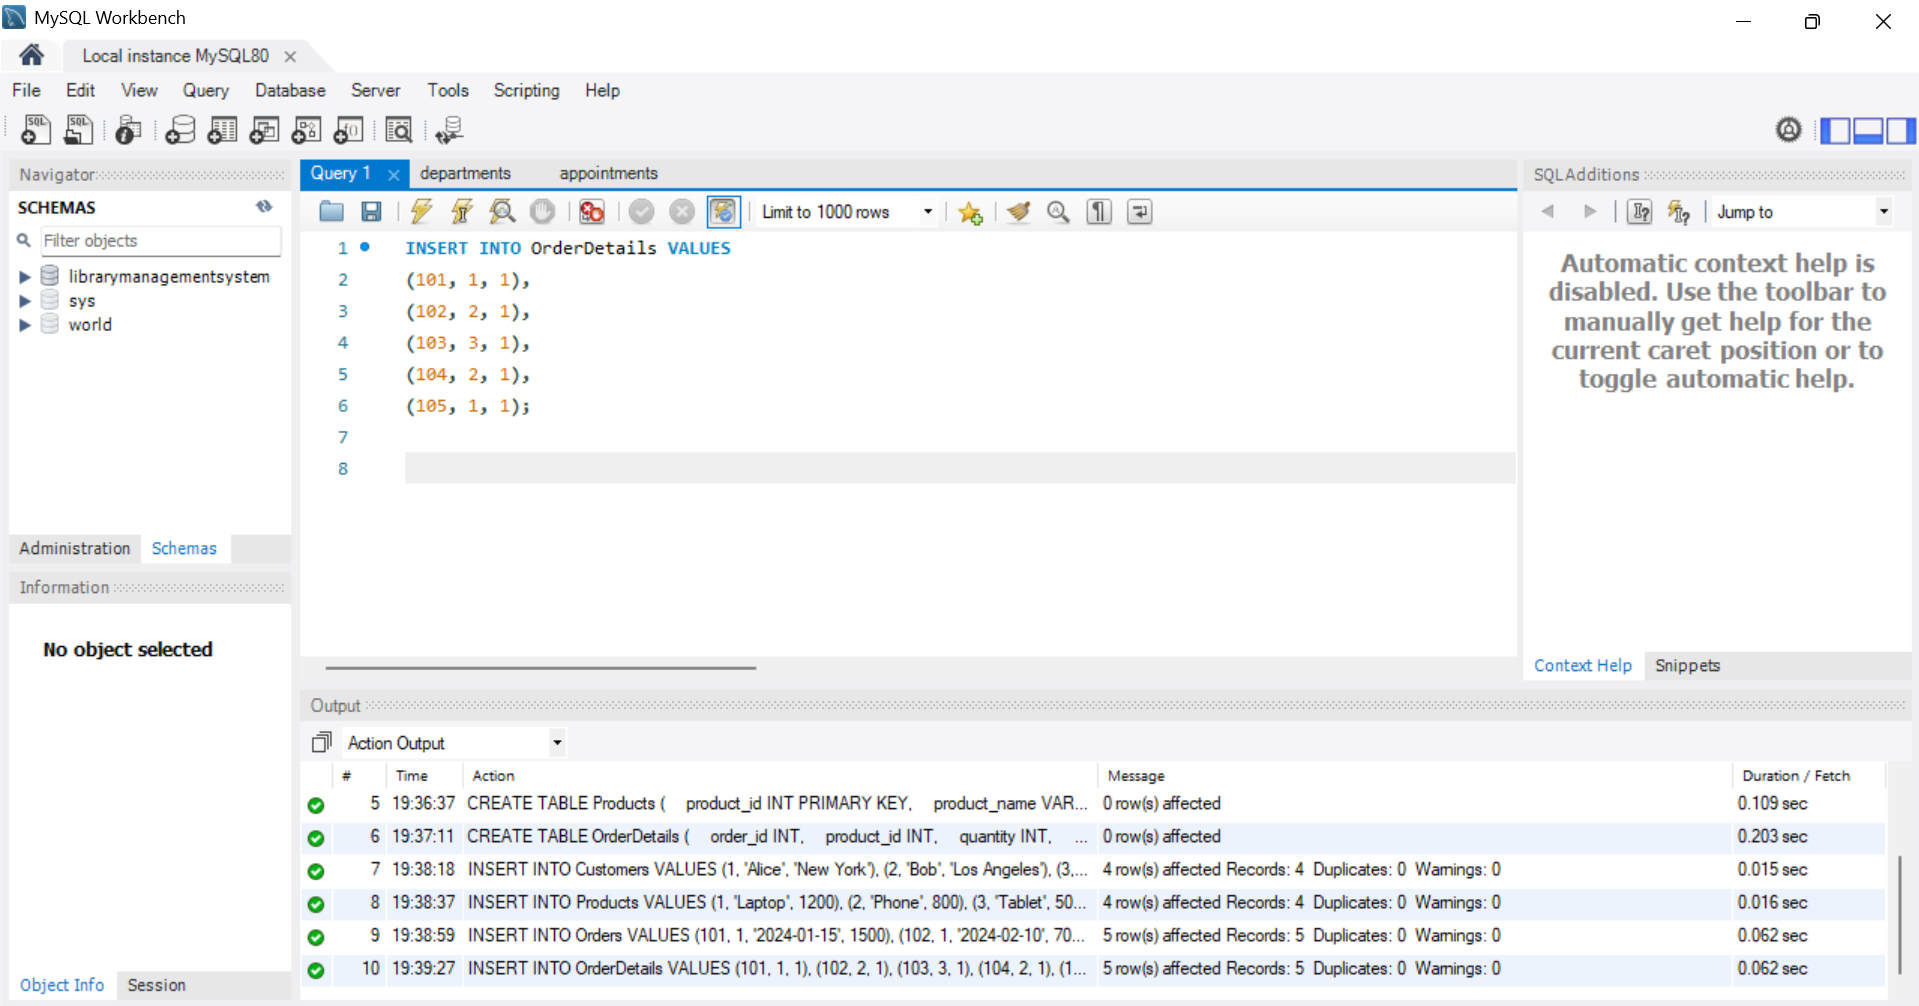 MySQL Workbench
Local instance MySQL80
File Edit View Query Database Server Tools Scripting Help
Navigator
SCHEMAS
Filter objects
librarymanagementsystem
sys
world
Administration Schemas
Information
No object selected
Object Info Session
Query 1 departments appointments
Limit to 1000 rows
1 INSERT INTO OrderDetails VALUES
2 (101, 1, 1),
3 (102, 2, 1),
4 (103, 3, 1),
5 (104, 2, 1),
6 (105, 1, 1);
7
8
SQLAdditions
Jump to
Automatic context help is
disabled. Use the toolbar to
manually get help for the
current caret position or to
toggle automatic help.
Context Help Snippets
Output
Action Output
# Time Action Message Duration / Fetch
5 19:36:37 CREATE TABLE Products ( product_id INT PRIMARY KEY, product_name VAR... 0 row(s) affected 0.109 sec
6 19:37:11 CREATE TABLE OrderDetails ( order_id INT, product_id INT, quantity INT, ... 0 row(s) affected 0.203 sec
7 19:38:18 INSERT INTO Customers VALUES (1, 'Alice', 'New York'), (2, 'Bob', 'Los Angeles'), (3,... 4 row(s) affected Records: 4 Duplicates: 0 Warnings: 0 0.015 sec
8 19:38:37 INSERT INTO Products VALUES (1, 'Laptop', 1200), (2, 'Phone', 800), (3, 'Tablet', 50... 4 row(s) affected Records: 4 Duplicates: 0 Warnings: 0 0.016 sec
9 19:38:59 INSERT INTO Orders VALUES (101, 1, '2024-01-15', 1500), (102, 1, '2024-02-10', 70... 5 row(s) affected Records: 5 Duplicates: 0 Warnings: 0 0.062 sec
10 19:39:27 INSERT INTO OrderDetails VALUES (101, 1, 1), (102, 2, 1), (103, 3, 1), (104, 2, 1), (1... 5 row(s) affected Records: 5 Duplicates: 0 Warnings: 0 0.062 sec